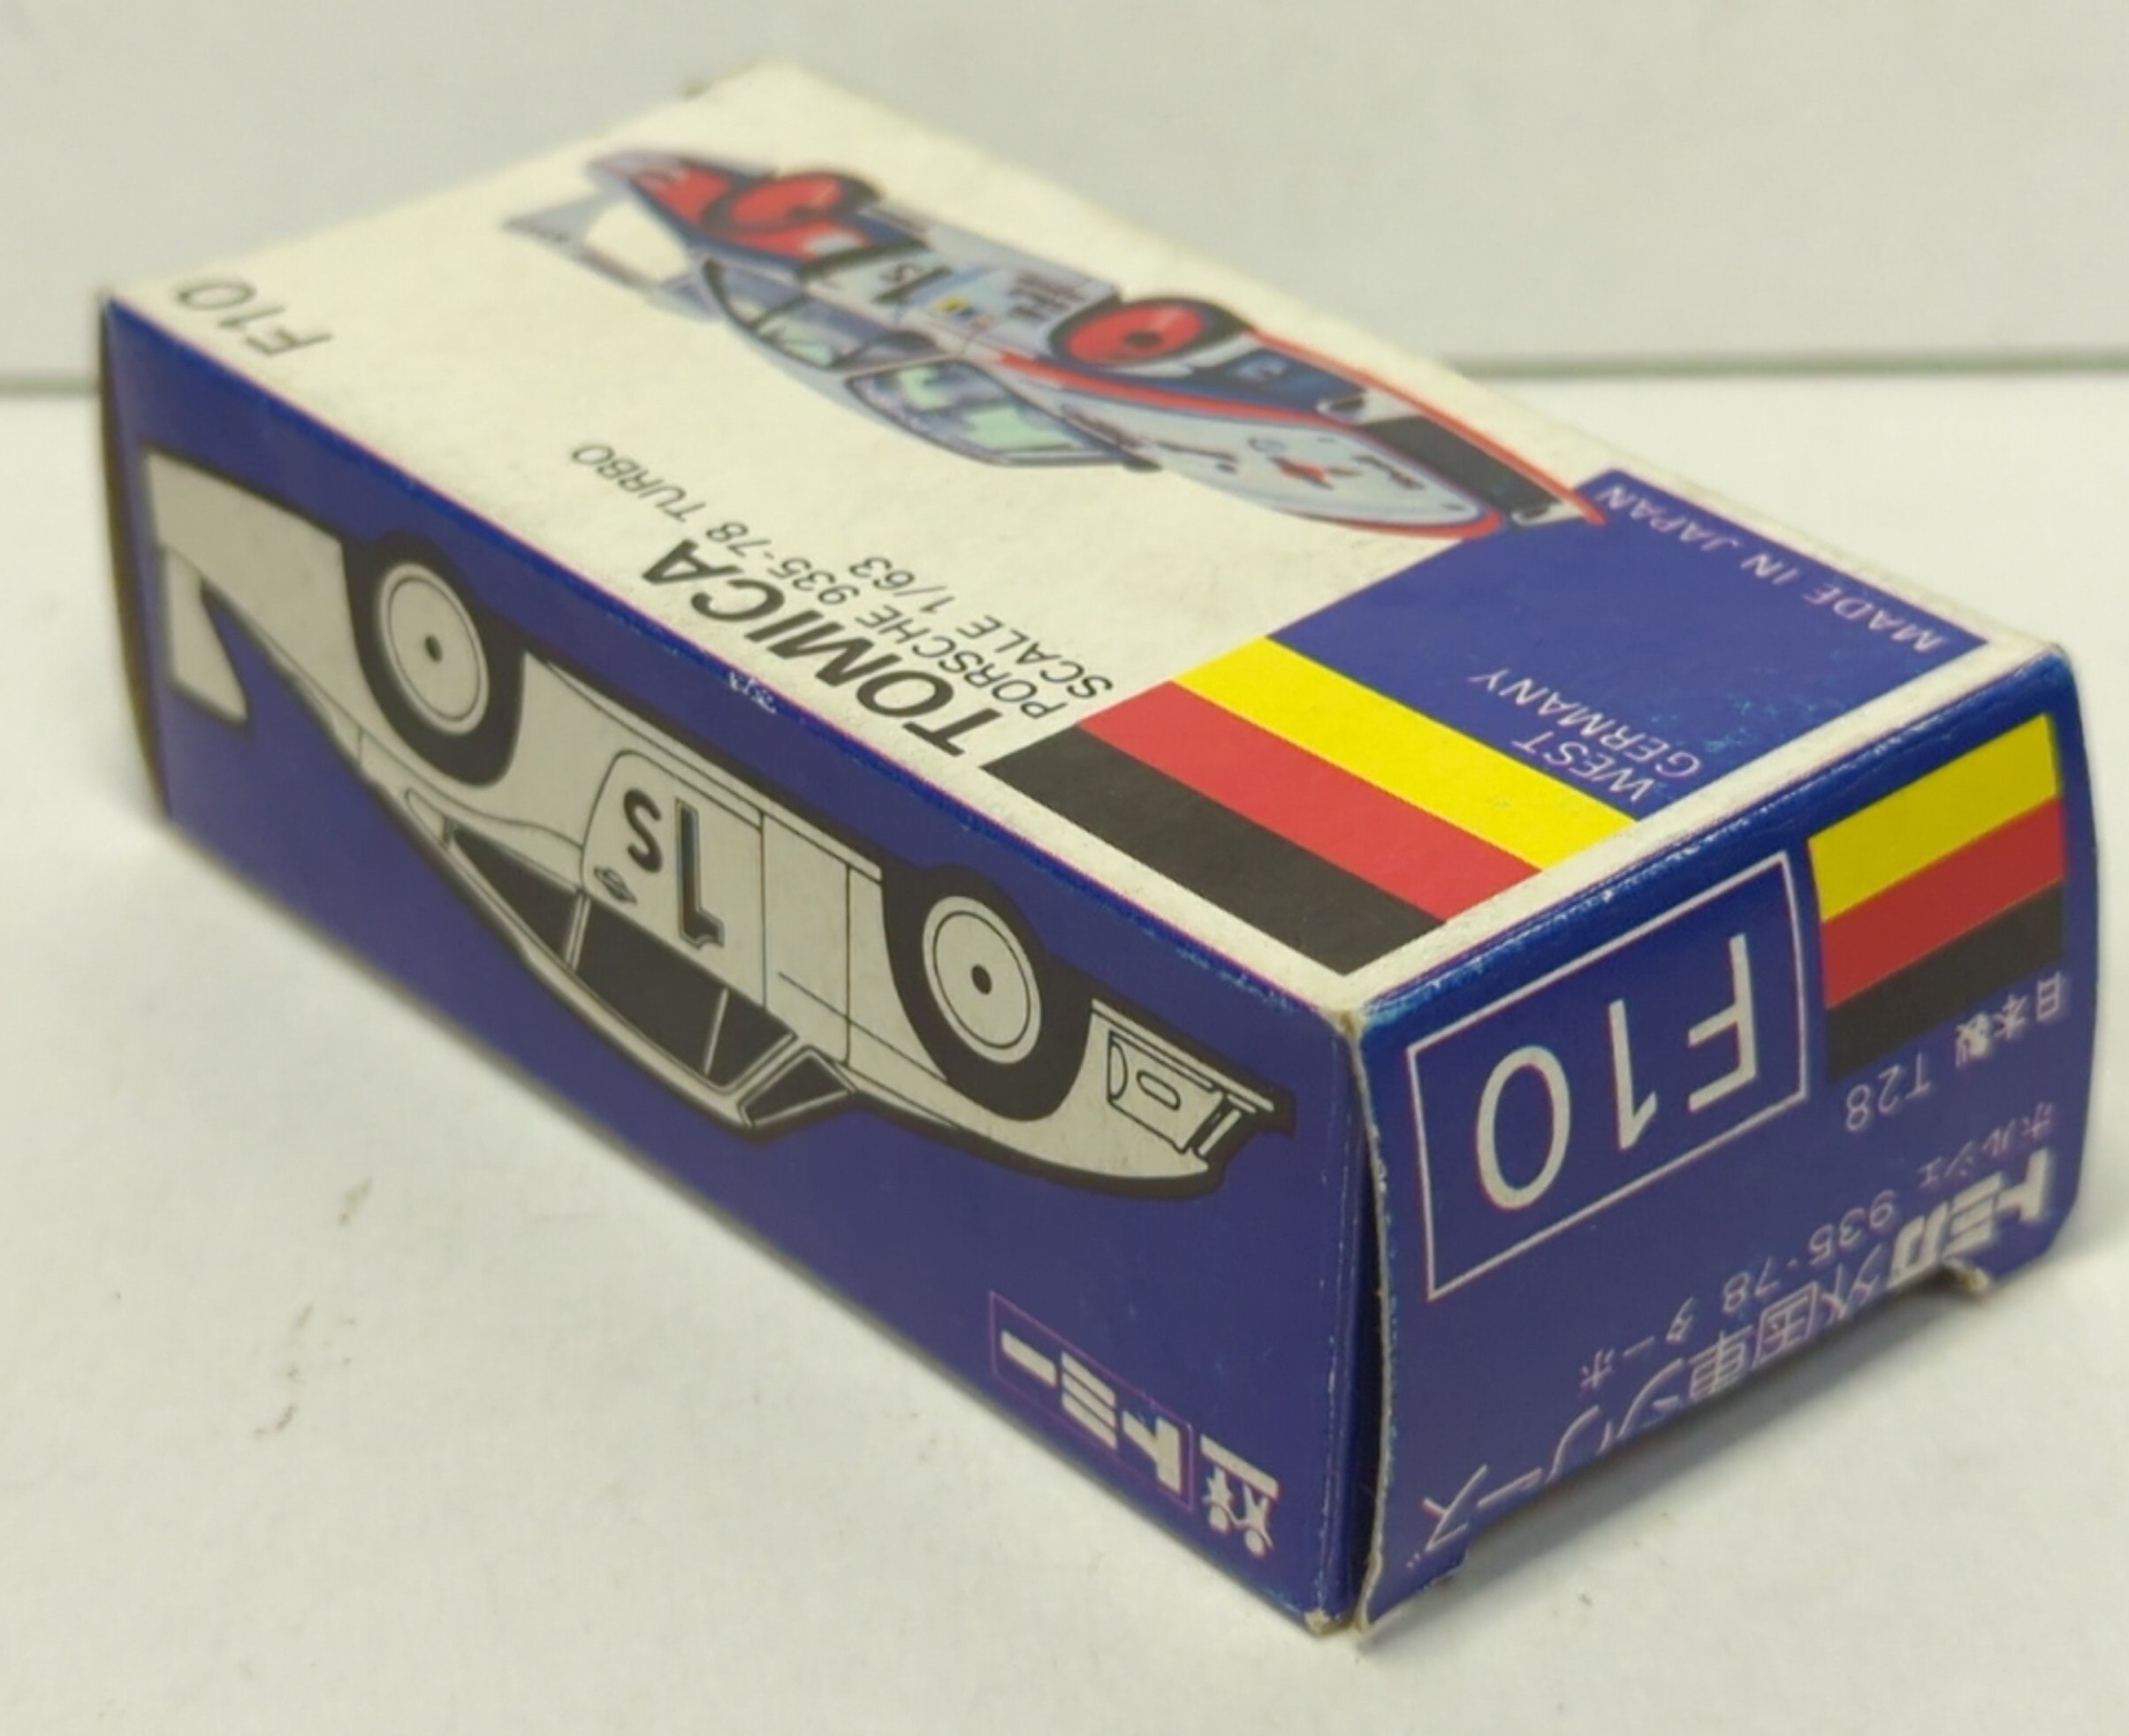 F10
TOMICA
PORSCHE 935-78 TURBO
SCALE 1/63
WEST
GERMANY
MADE IN JAPAN
1
S
トミー
F10
日本製 T28
ポルシェ 935-78 ターボ
トミカ外国車シリーズ